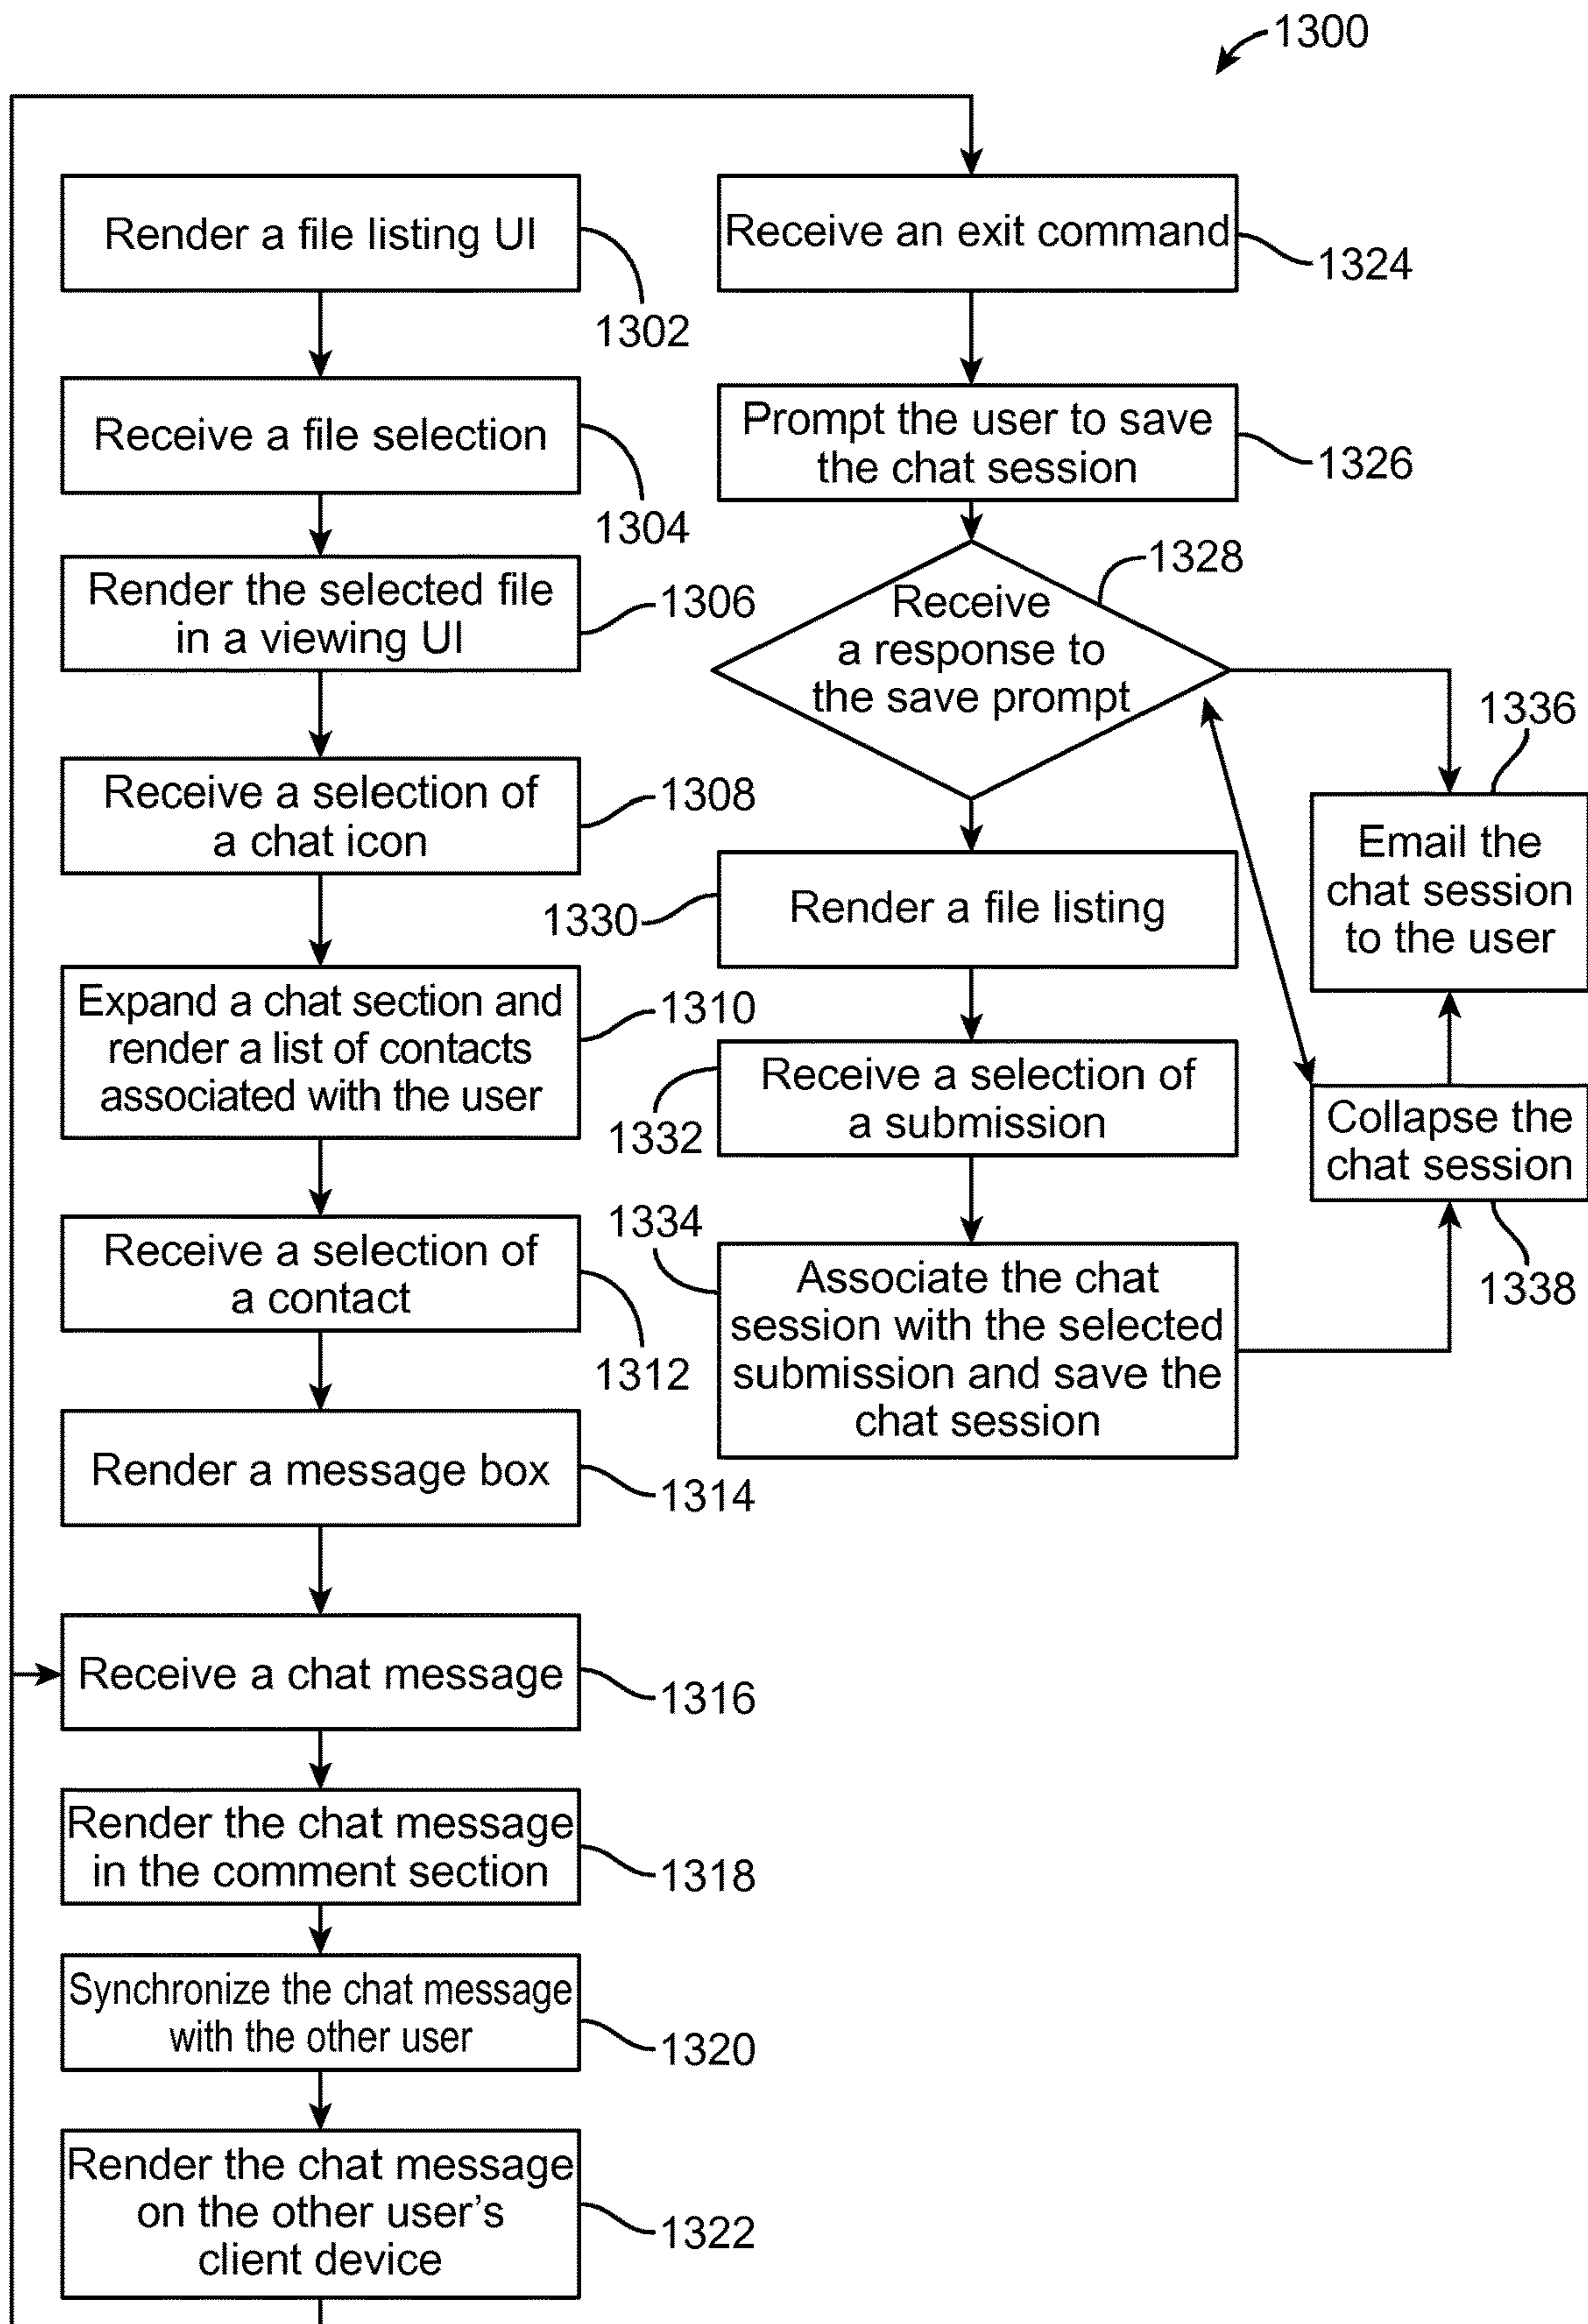 1300
Render a file listing UI
1302
Receive a file selection
1304
Render the selected file
in a viewing UI
1306
Receive a selection of
a chat icon
1308
Expand a chat section and
render a list of contacts
associated with the user
1310
Receive a selection of
a contact
1312
Render a message box
1314
Receive a chat message
1316
Render the chat message
in the comment section
1318
Synchronize the chat message
with the other user
1320
Render the chat message
on the other user's
client device
1322
Receive an exit command
1324
Prompt the user to save
the chat session
1326
Receive
a response to
the save prompt
1328
Render a file listing
1330
Receive a selection of
a submission
1332
Associate the chat
session with the selected
submission and save the
chat session
1334
Email the
chat session
to the user
1336
Collapse the
chat session
1338